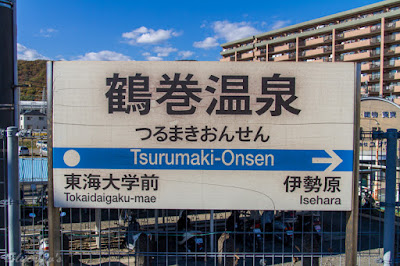 鶴巻温泉
つるまきおんせん
Tsurumaki-Onsen
東海大学前 伊勢原
Tokaidaigaku-mae Isehara